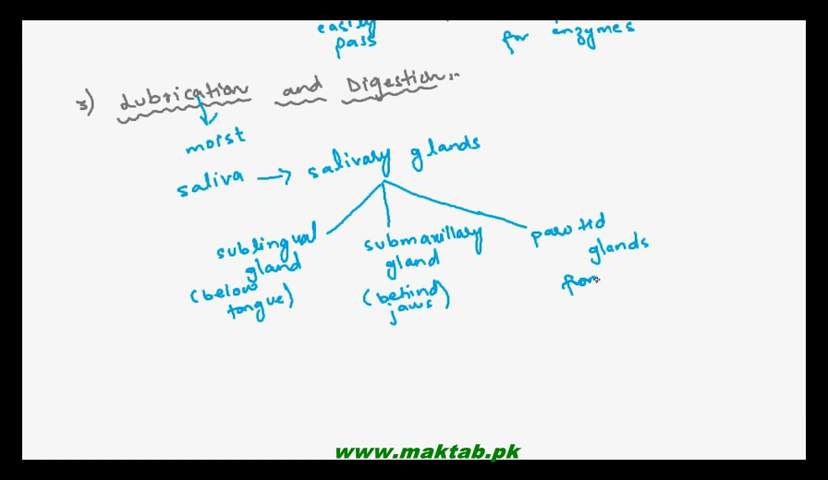 easily
pass
for enzymes
3) Lubrication and Digestion..
moist
saliva → salivary glands
sublingual
gland
(below
tongue)
submaxillary
gland
(behind
jaws)
parotid
glands
from
www.maktab.pk